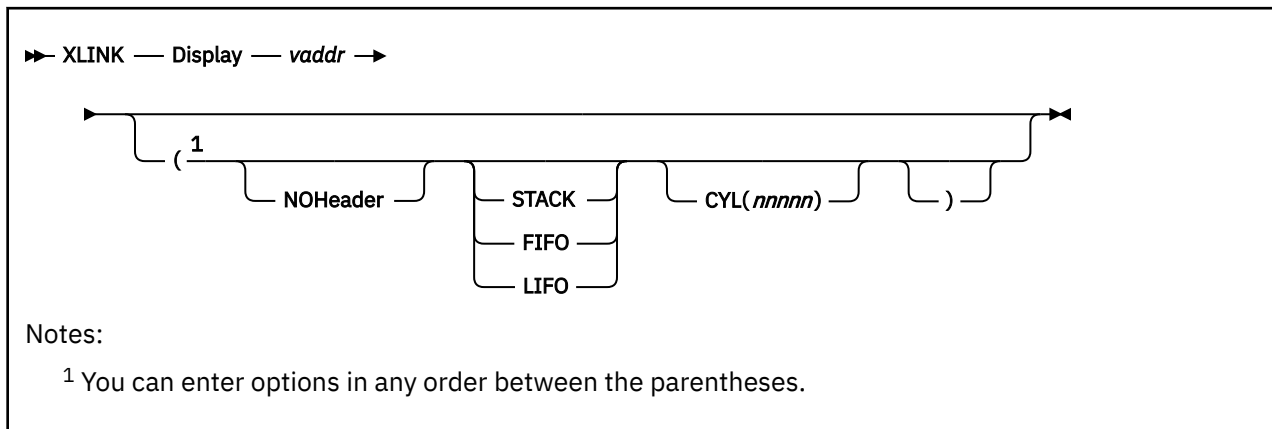 XLINK Display vaddr
( 1
NOHeader STACK CYL(nnnnn) )
FIFO
LIFO
Notes:
1 You can enter options in any order between the parentheses.